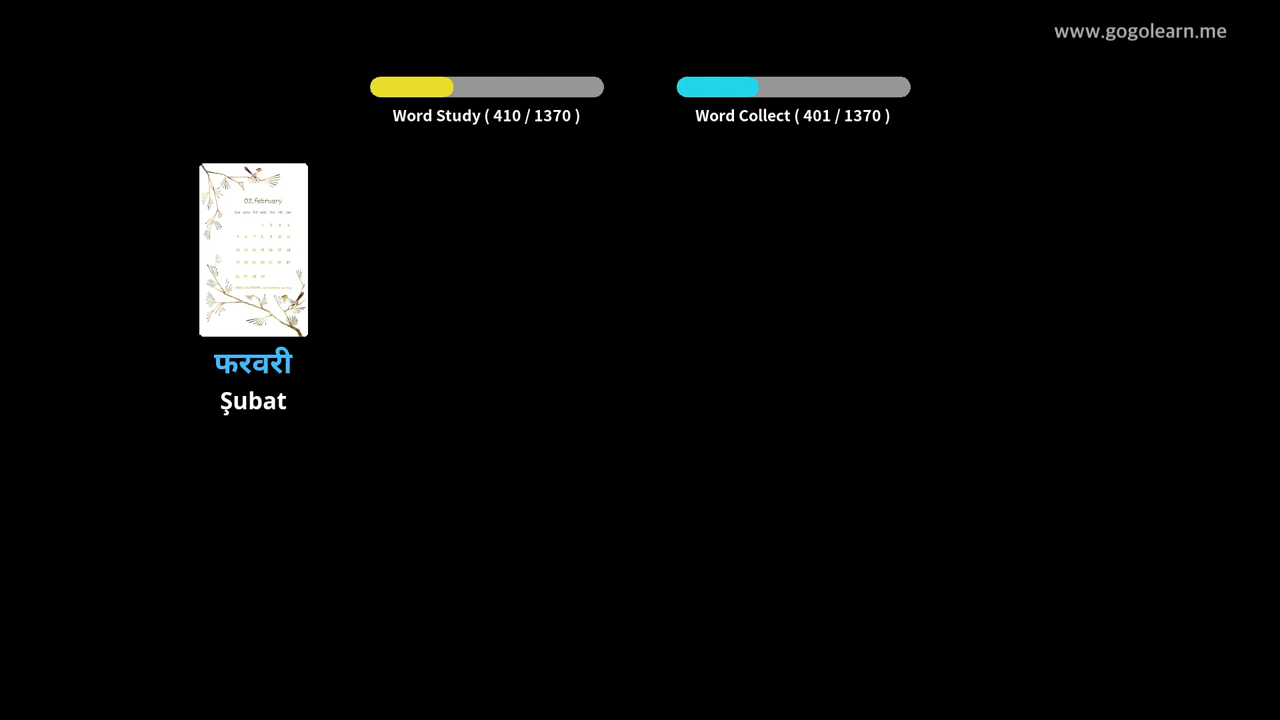 www.gogolearn.me
Word Study ( 410 / 1370 )
Word Collect ( 401 / 1370 )
02.february
फरवरी
Şubat